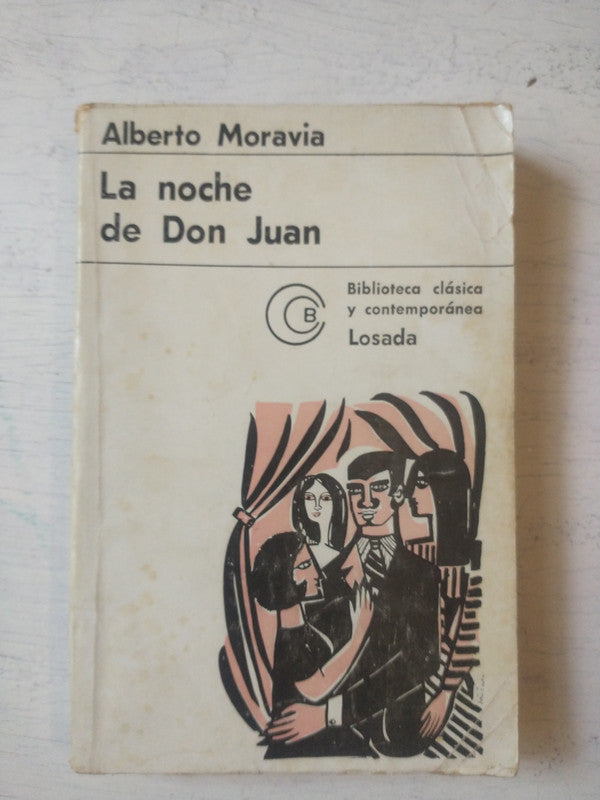 Alberto Moravia
La noche
de Don Juan
B
Biblioteca clásica
y contemporánea
Losada